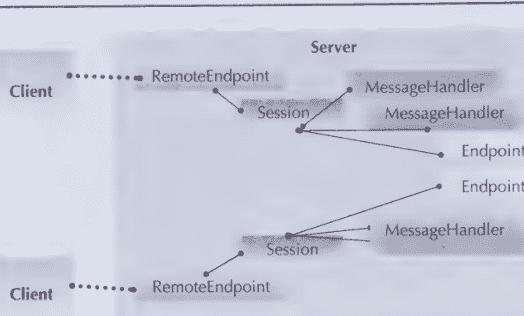 Server
Client
RemoteEndpoint
MessageHandler
Session
MessageHandler
Endpoint
Endpoint
MessageHandler
Session
Client
RemoteEndpoint